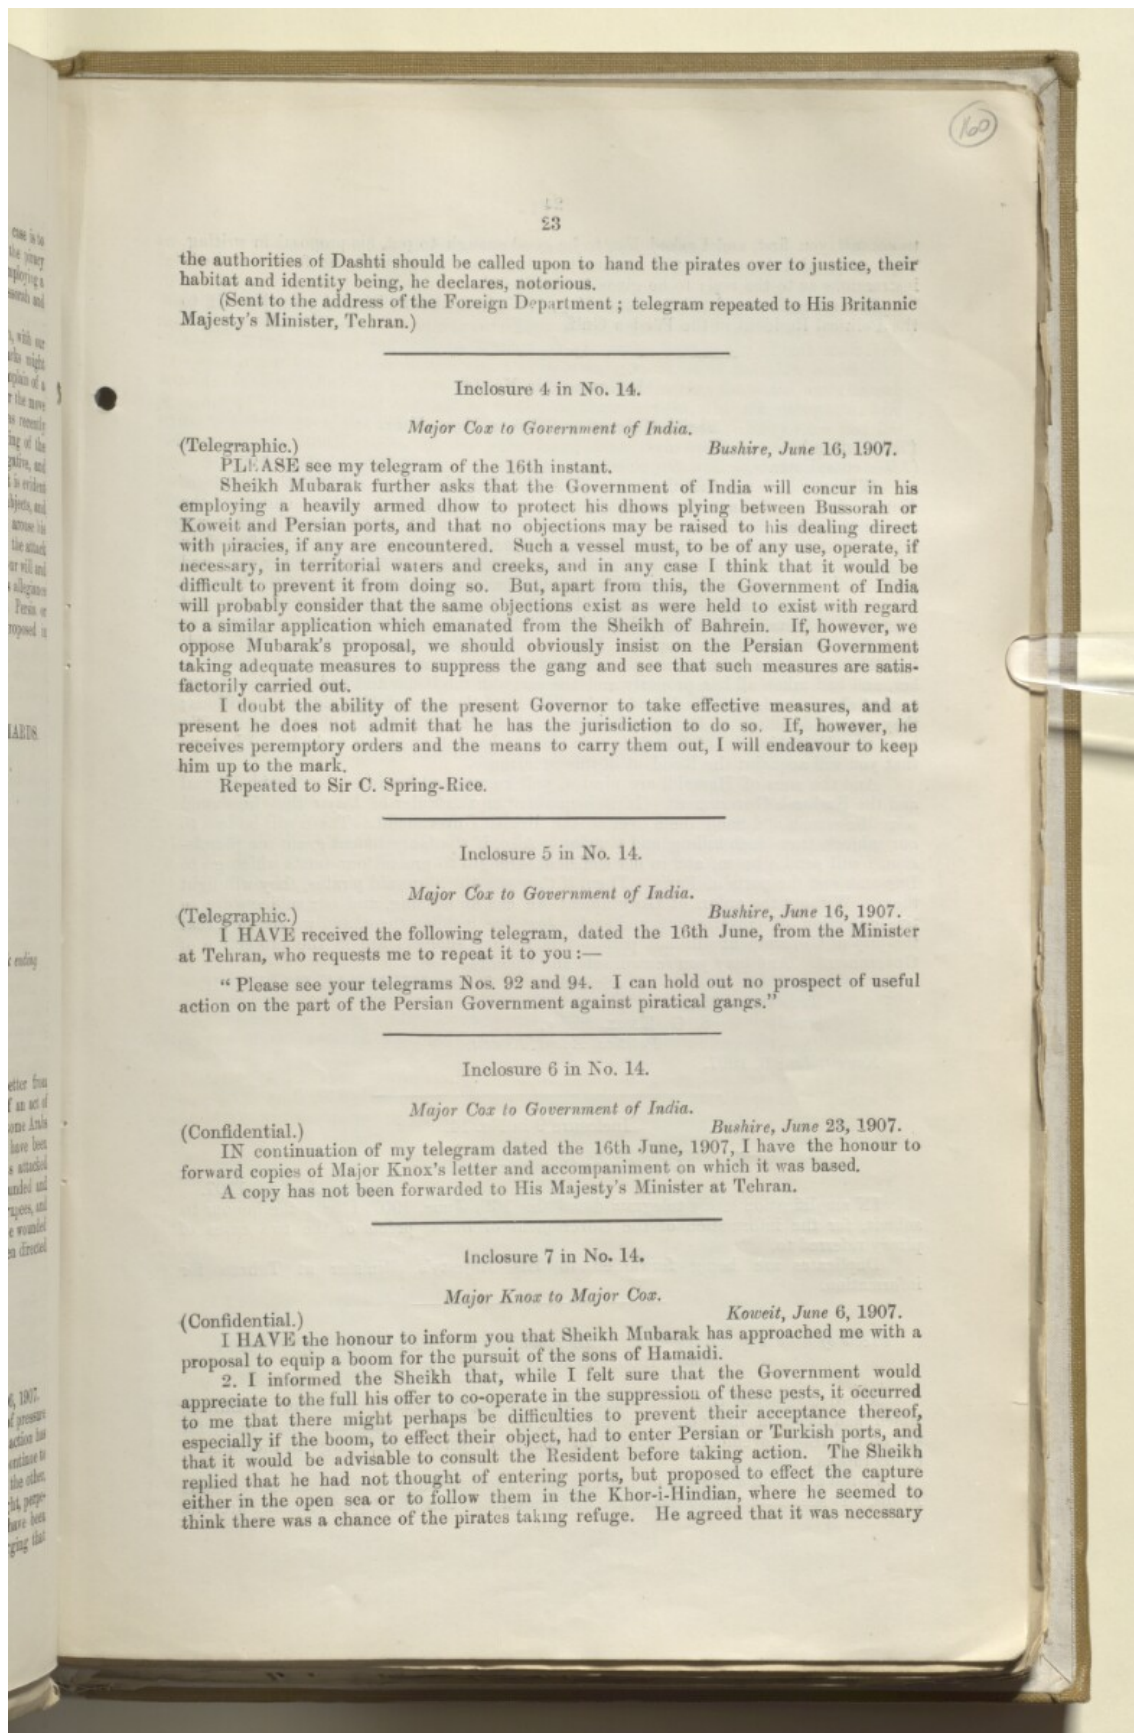 160
23
the authorities of Dashti should be called upon to hand the pirates over to justice, their
habitat and identity being, he declares, notorious.
(Sent to the address of the Foreign Department ; telegram repeated to His Britannic
Majesty's Minister, Tehran.)
Inclosure 4 in No. 14.
Major Cox to Government of India.
(Telegraphic.) Bushire, June 16, 1907.
PLEASE see my telegram of the 16th instant.
Sheikh Mubarak further asks that the Government of India will concur in his
employing a heavily armed dhow to protect his dhows plying between Bussorah or
Koweit and Persian ports, and that no objections may be raised to his dealing direct
with piracies, if any are encountered. Such a vessel must, to be of any use, operate, if
necessary, in territorial waters and creeks, and in any case I think that it would be
difficult to prevent it from doing so. But, apart from this, the Government of India
will probably consider that the same objections exist as were held to exist with regard
to a similar application which emanated from the Sheikh of Bahrein. If, however, we
oppose Mubarak's proposal, we should obviously insist on the Persian Government
taking adequate measures to suppress the gang and see that such measures are satis-
factorily carried out.
I doubt the ability of the present Governor to take effective measures, and at
present he does not admit that he has the jurisdiction to do so. If, however, he
receives peremptory orders and the means to carry them out, I will endeavour to keep
him up to the mark.
Repeated to Sir C. Spring-Rice.
Inclosure 5 in No. 14.
Major Cox to Government of India.
(Telegraphic.) Bushire, June 16, 1907.
I HAVE received the following telegram, dated the 16th June, from the Minister
at Tehran, who requests me to repeat it to you :—
“ Please see your telegrams Nos. 92 and 94. I can hold out no prospect of useful
action on the part of the Persian Government against piratical gangs.”
Inclosure 6 in No. 14.
Major Cox to Government of India.
(Confidential.) Bushire, June 23, 1907.
IN continuation of my telegram dated the 16th June, 1907, I have the honour to
forward copies of Major Knox's letter and accompaniment on which it was based.
A copy has not been forwarded to His Majesty's Minister at Tehran.
Inclosure 7 in No. 14.
Major Knox to Major Cox.
(Confidential.) Koweit, June 6, 1907.
I HAVE the honour to inform you that Sheikh Mubarak has approached me with a
proposal to equip a boom for the pursuit of the sons of Hamaidi.
2. I informed the Sheikh that, while I felt sure that the Government would
appreciate to the full his offer to co-operate in the suppression of these pests, it occurred
to me that there might perhaps be difficulties to prevent their acceptance thereof,
especially if the boom, to effect their object, had to enter Persian or Turkish ports, and
that it would be advisable to consult the Resident before taking action. The Sheikh
replied that he had not thought of entering ports, but proposed to effect the capture
either in the open sea or to follow them in the Khor-i-Hindian, where he seemed to
think there was a chance of the pirates taking refuge. He agreed that it was necessary